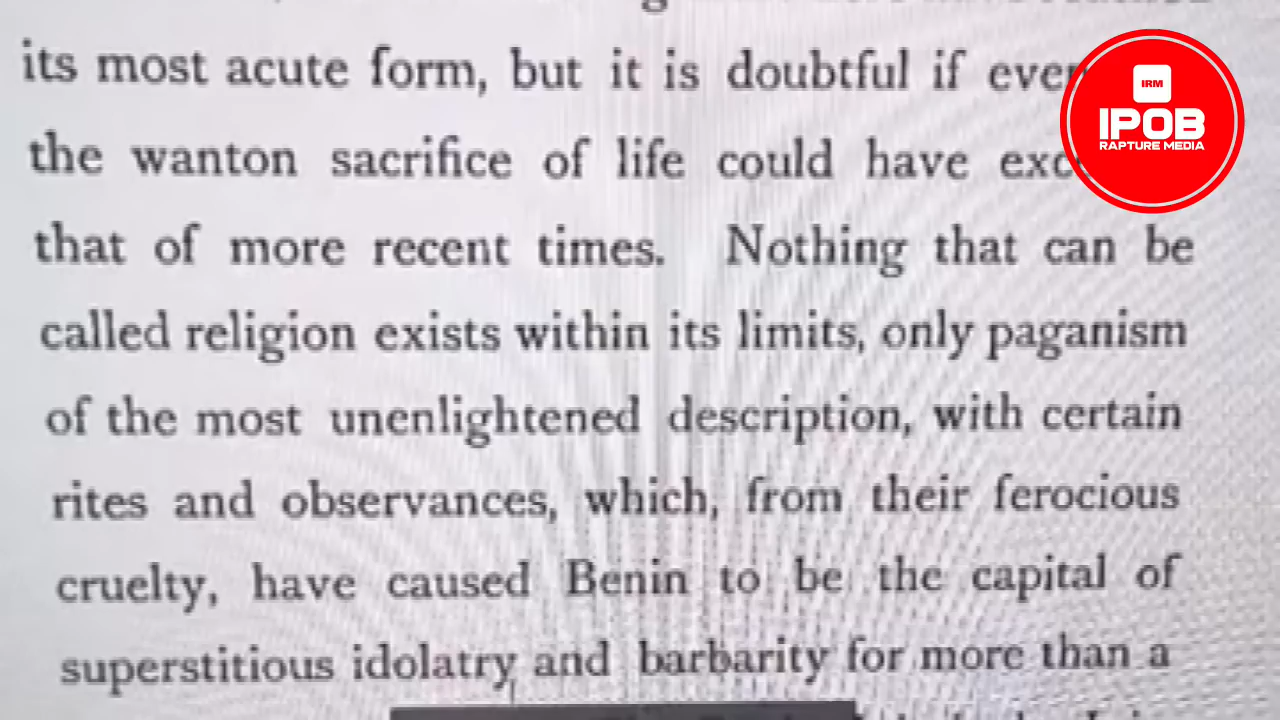 its most acute form, but it is doubtful if ever
IRM
IPOB
RAPTURE MEDIA
the wanton sacrifice of life could have
that of more recent times. Nothing that can be
called religion exists within its limits, only paganism
of the most unenlightened description, with certain
rites and observances, which, from their ferocious
cruelty, have caused Benin to be the capital of
superstitious idolatry and barbarity for more than a